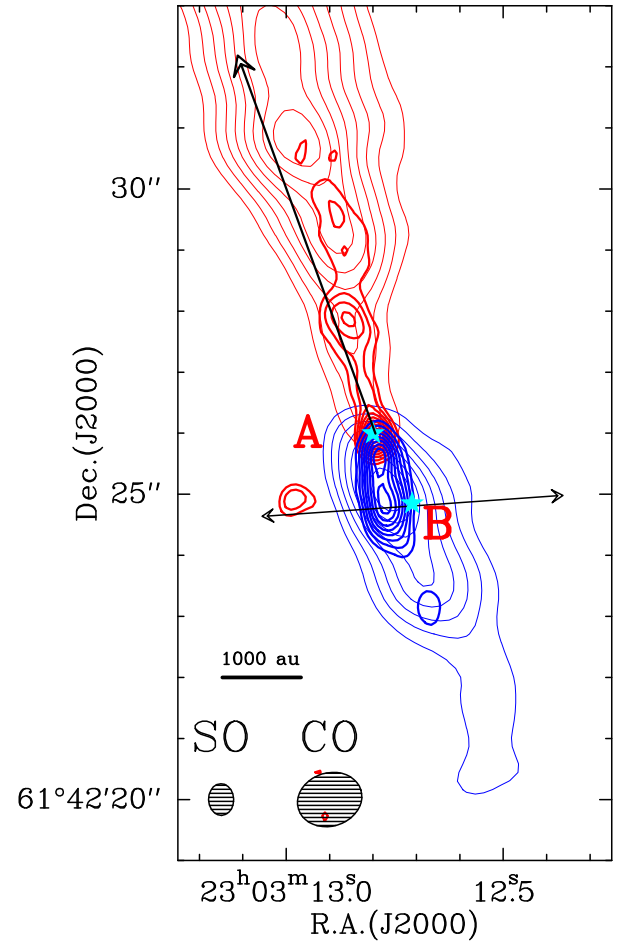 30″
A
Dec.(J2000)
25″
B
1000 au
SO CO
61°42′20″
23ʰ03ᵐ13.0ˢ 12.5ˢ
R.A.(J2000)